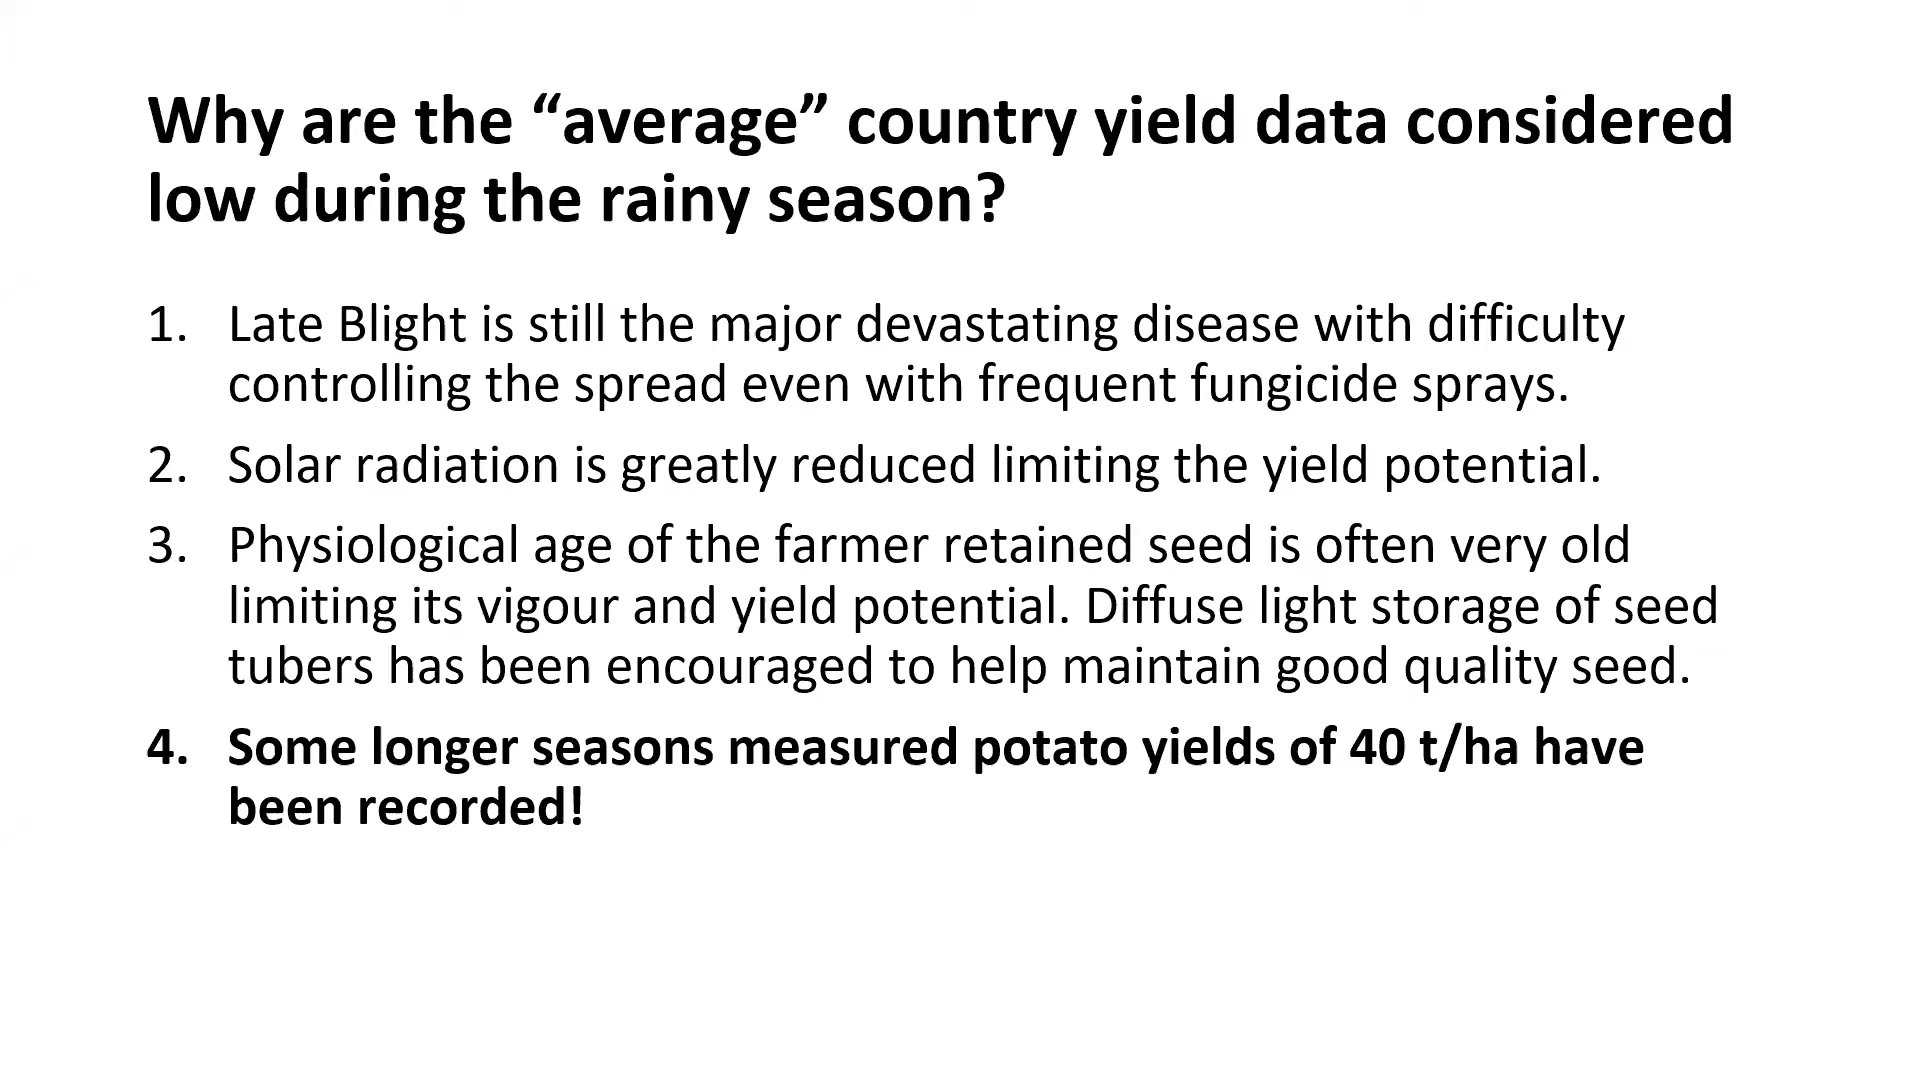 Why are the “average” country yield data considered
low during the rainy season?
1. Late Blight is still the major devastating disease with difficulty
controlling the spread even with frequent fungicide sprays.
2. Solar radiation is greatly reduced limiting the yield potential.
3. Physiological age of the farmer retained seed is often very old
limiting its vigour and yield potential. Diffuse light storage of seed
tubers has been encouraged to help maintain good quality seed.
4. Some longer seasons measured potato yields of 40 t/ha have
been recorded!